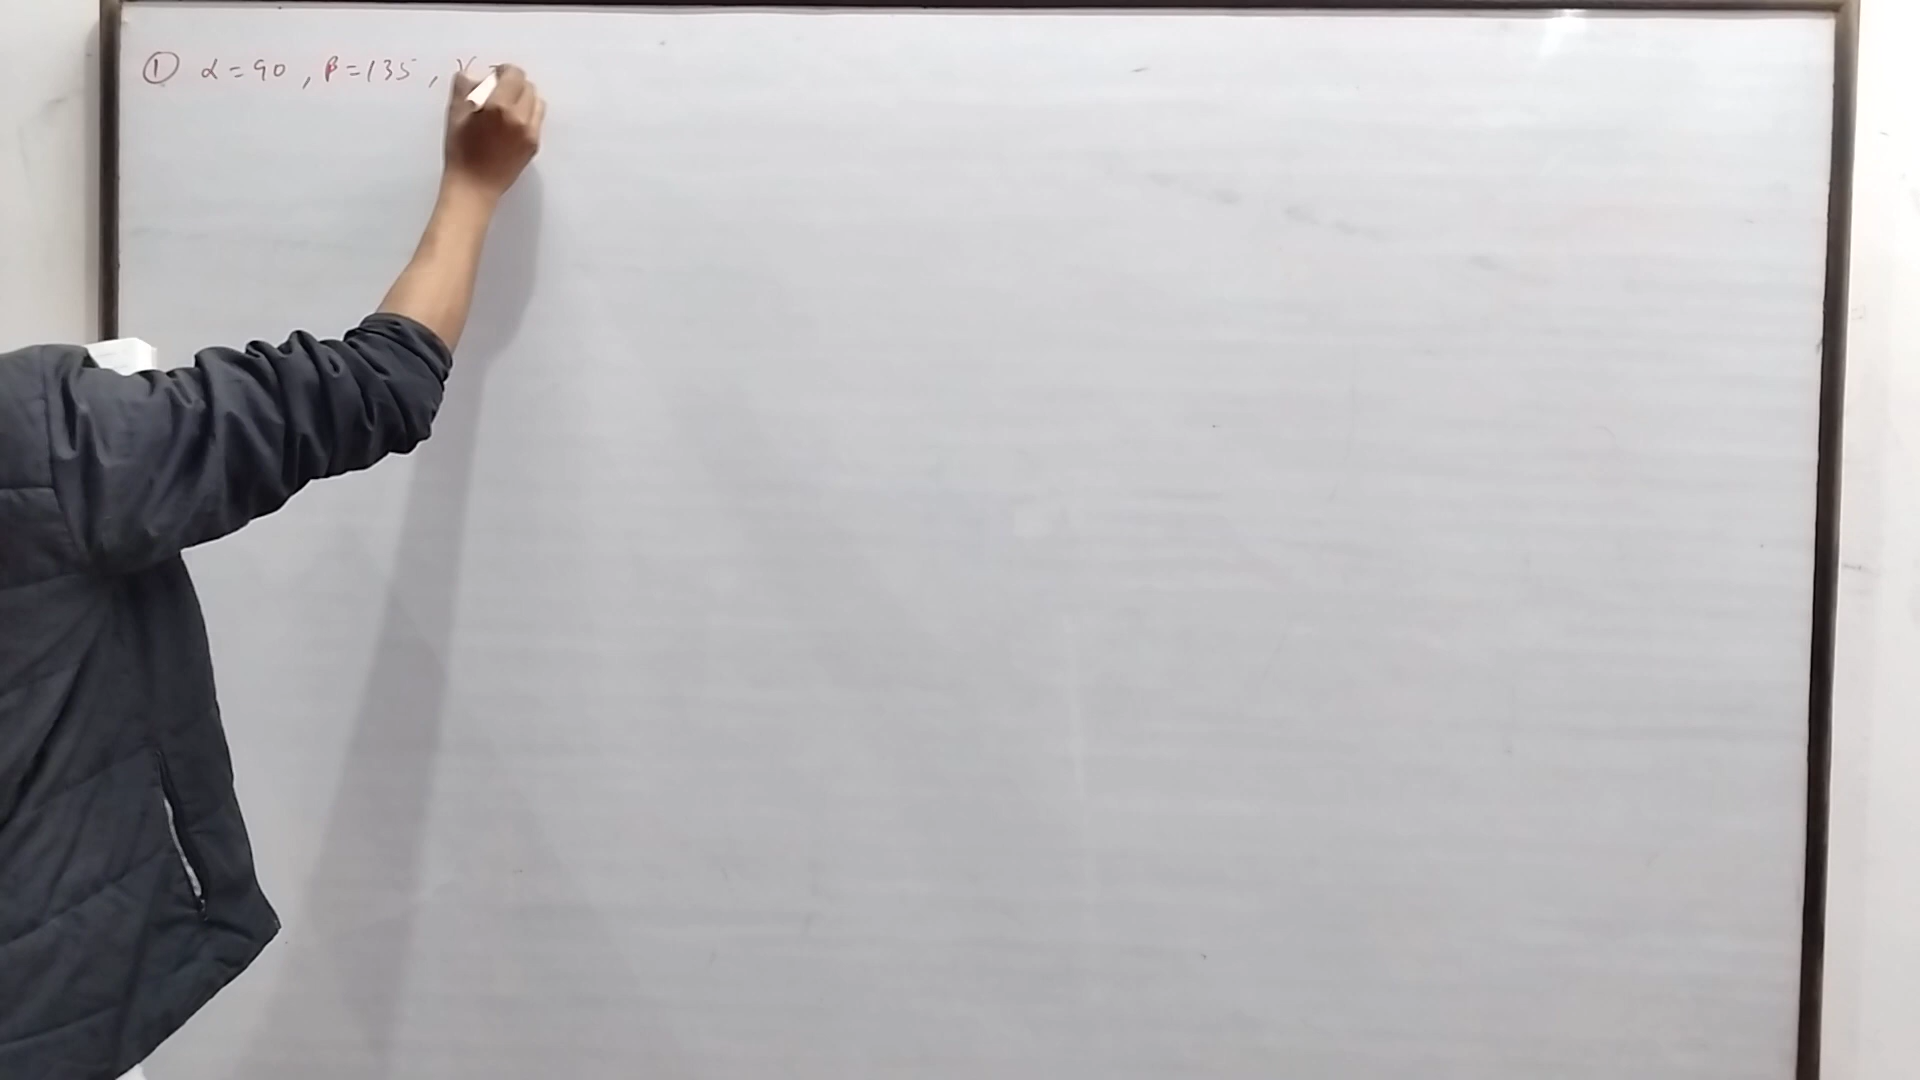 ① α = 90 , β = 135 , γ =